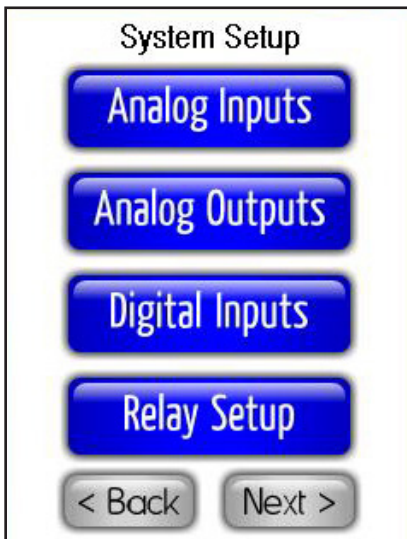 System Setup
Analog Inputs
Analog Outputs
Digital Inputs
Relay Setup
< Back Next >